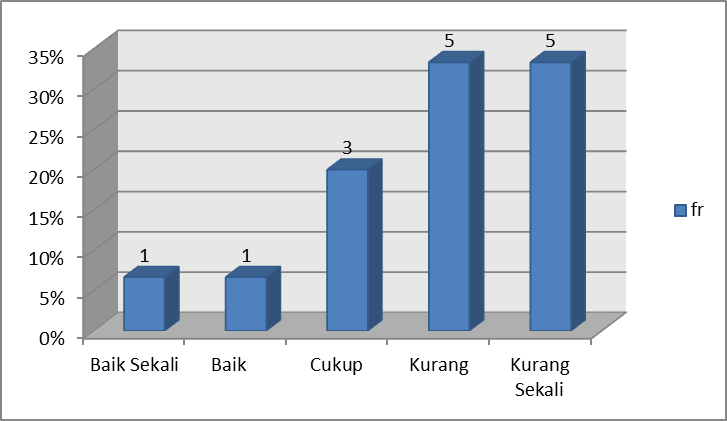 35%
30%
25%
20%
15%
10%
5%
0%
1
1
3
5
5
Baik Sekali
Baik
Cukup
Kurang
Kurang
Sekali
fr